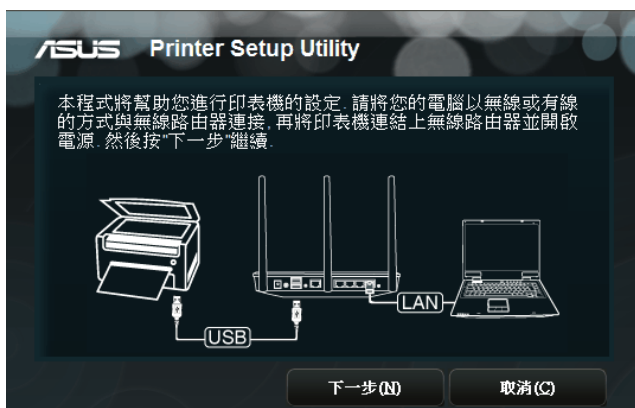 ASUS Printer Setup Utility
本程式將幫助您進行印表機的設定. 請將您的電腦以無線或有線
的方式與無線路由器連接, 再將印表機連結上無線路由器並開啟
電源. 然後按"下一步"繼續.
LAN
USB
下一步(N)
取消(C)